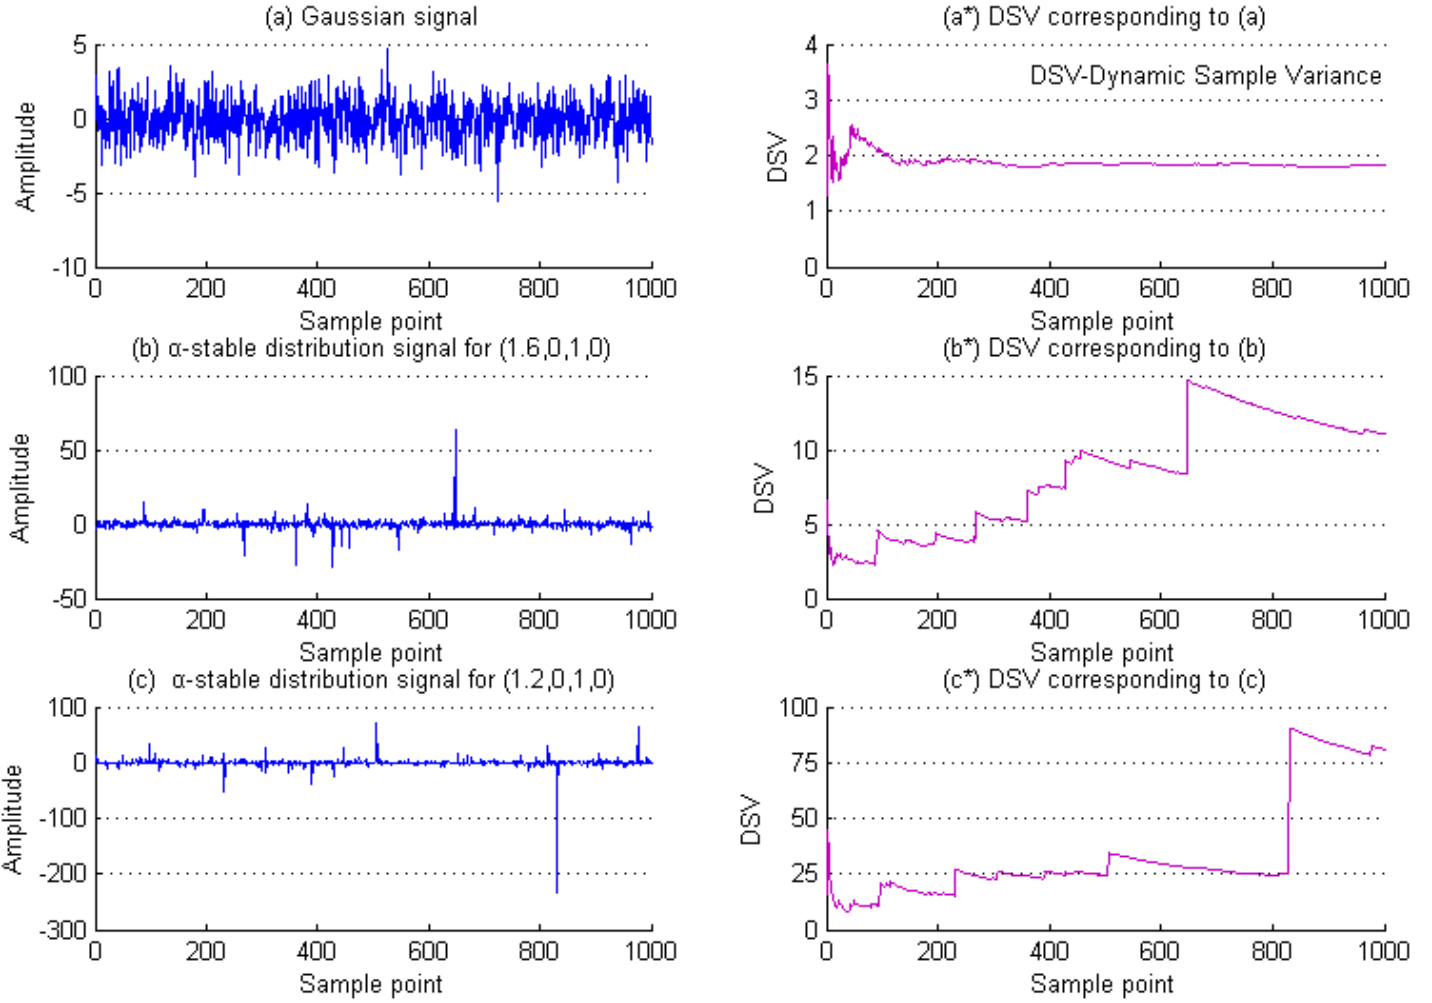 (a) Gaussian signal
5
0
-5
-10
Amplitude
0 200 400 600 800 1000
Sample point
(a*) DSV corresponding to (a)
DSV-Dynamic Sample Variance
4
3
2
1
0
DSV
0 200 400 600 800 1000
Sample point
(b) α-stable distribution signal for (1.6,0,1,0)
100
50
0
-50
Amplitude
0 200 400 600 800 1000
Sample point
(b*) DSV corresponding to (b)
15
10
5
0
DSV
0 200 400 600 800 1000
Sample point
(c) α-stable distribution signal for (1.2,0,1,0)
100
0
-100
-200
-300
Amplitude
0 200 400 600 800 1000
Sample point
(c*) DSV corresponding to (c)
100
75
50
25
0
DSV
0 200 400 600 800 1000
Sample point